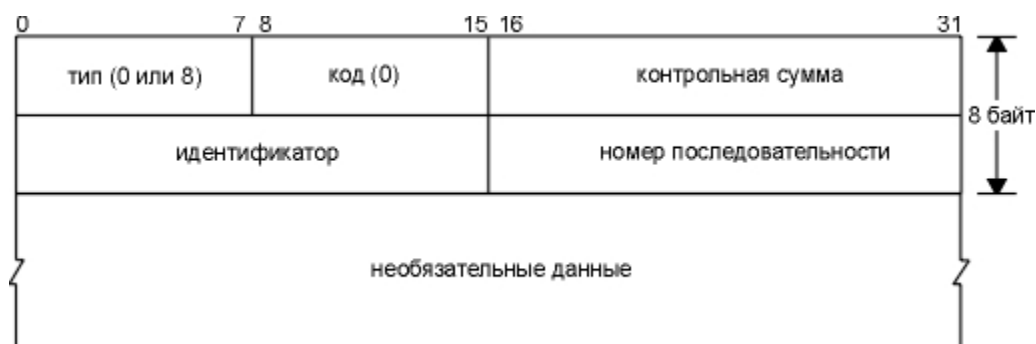 0 7 8 15 16 31
тип (0 или 8) код (0) контрольная сумма
8 байт
идентификатор номер последовательности
необязательные данные